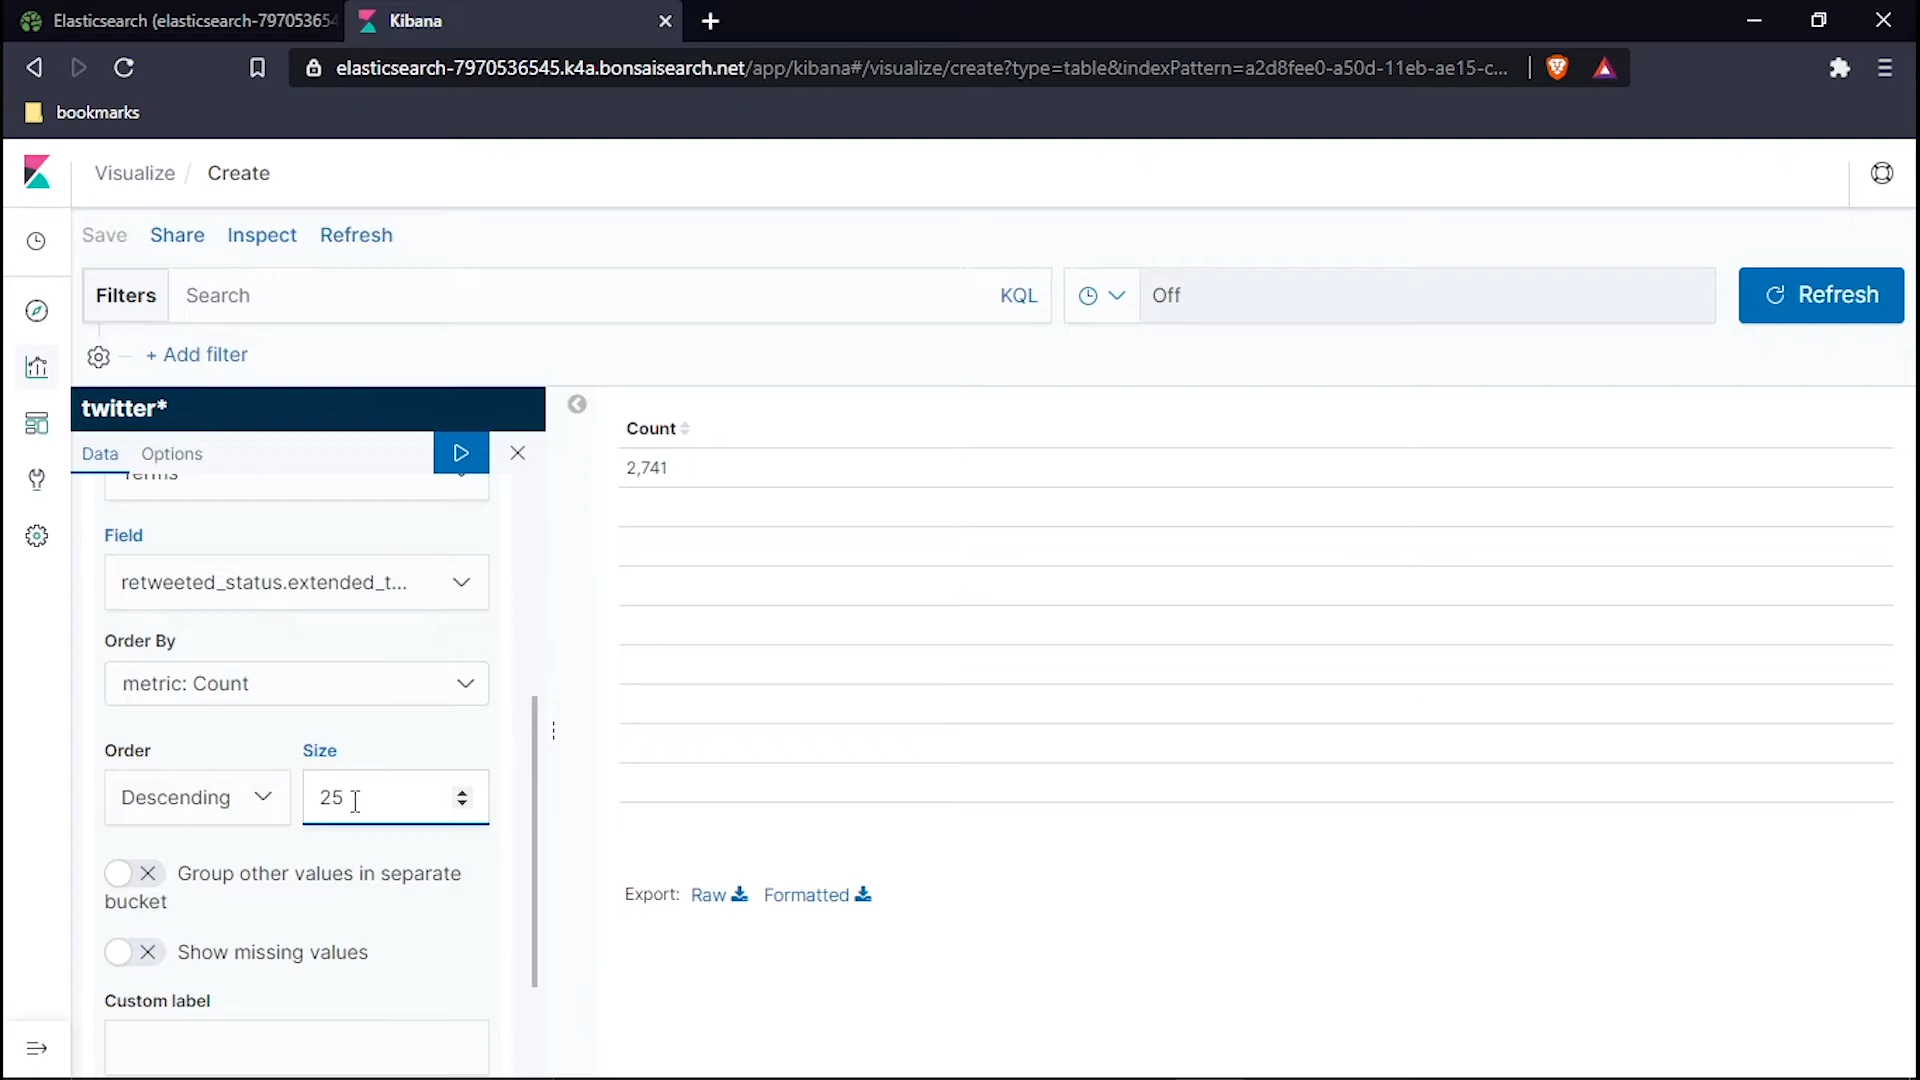 Elasticsearch (elasticsearch-797053654
Kibana
elasticsearch-7970536545.k4a.bonsaisearch.net/app/kibana#/visualize/create?type=table&indexPattern=a2d8fee0-a50d-11eb-ae15-c...
bookmarks
Visualize / Create
Save Share Inspect Refresh
Filters Search KQL Off Refresh
+ Add filter
twitter*
Data Options
Terms
Field
retweeted_status.extended_t...
Order By
metric: Count
Order Size
Descending 25
Group other values in separate
bucket
Show missing values
Custom label
Count
2,741
Export: Raw Formatted